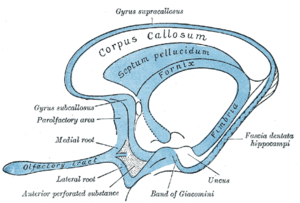 Gyrus supracallosus
Corpus Callosum
Septum pellucidum
Fornix
Gyrus subcallosus
Parolfactory area
Medial root
Olfactory tract
Lateral root
Anterior perforated substance
Band of Giacomini
Uncus
Fimbria
Fascia dentata
hippocampi